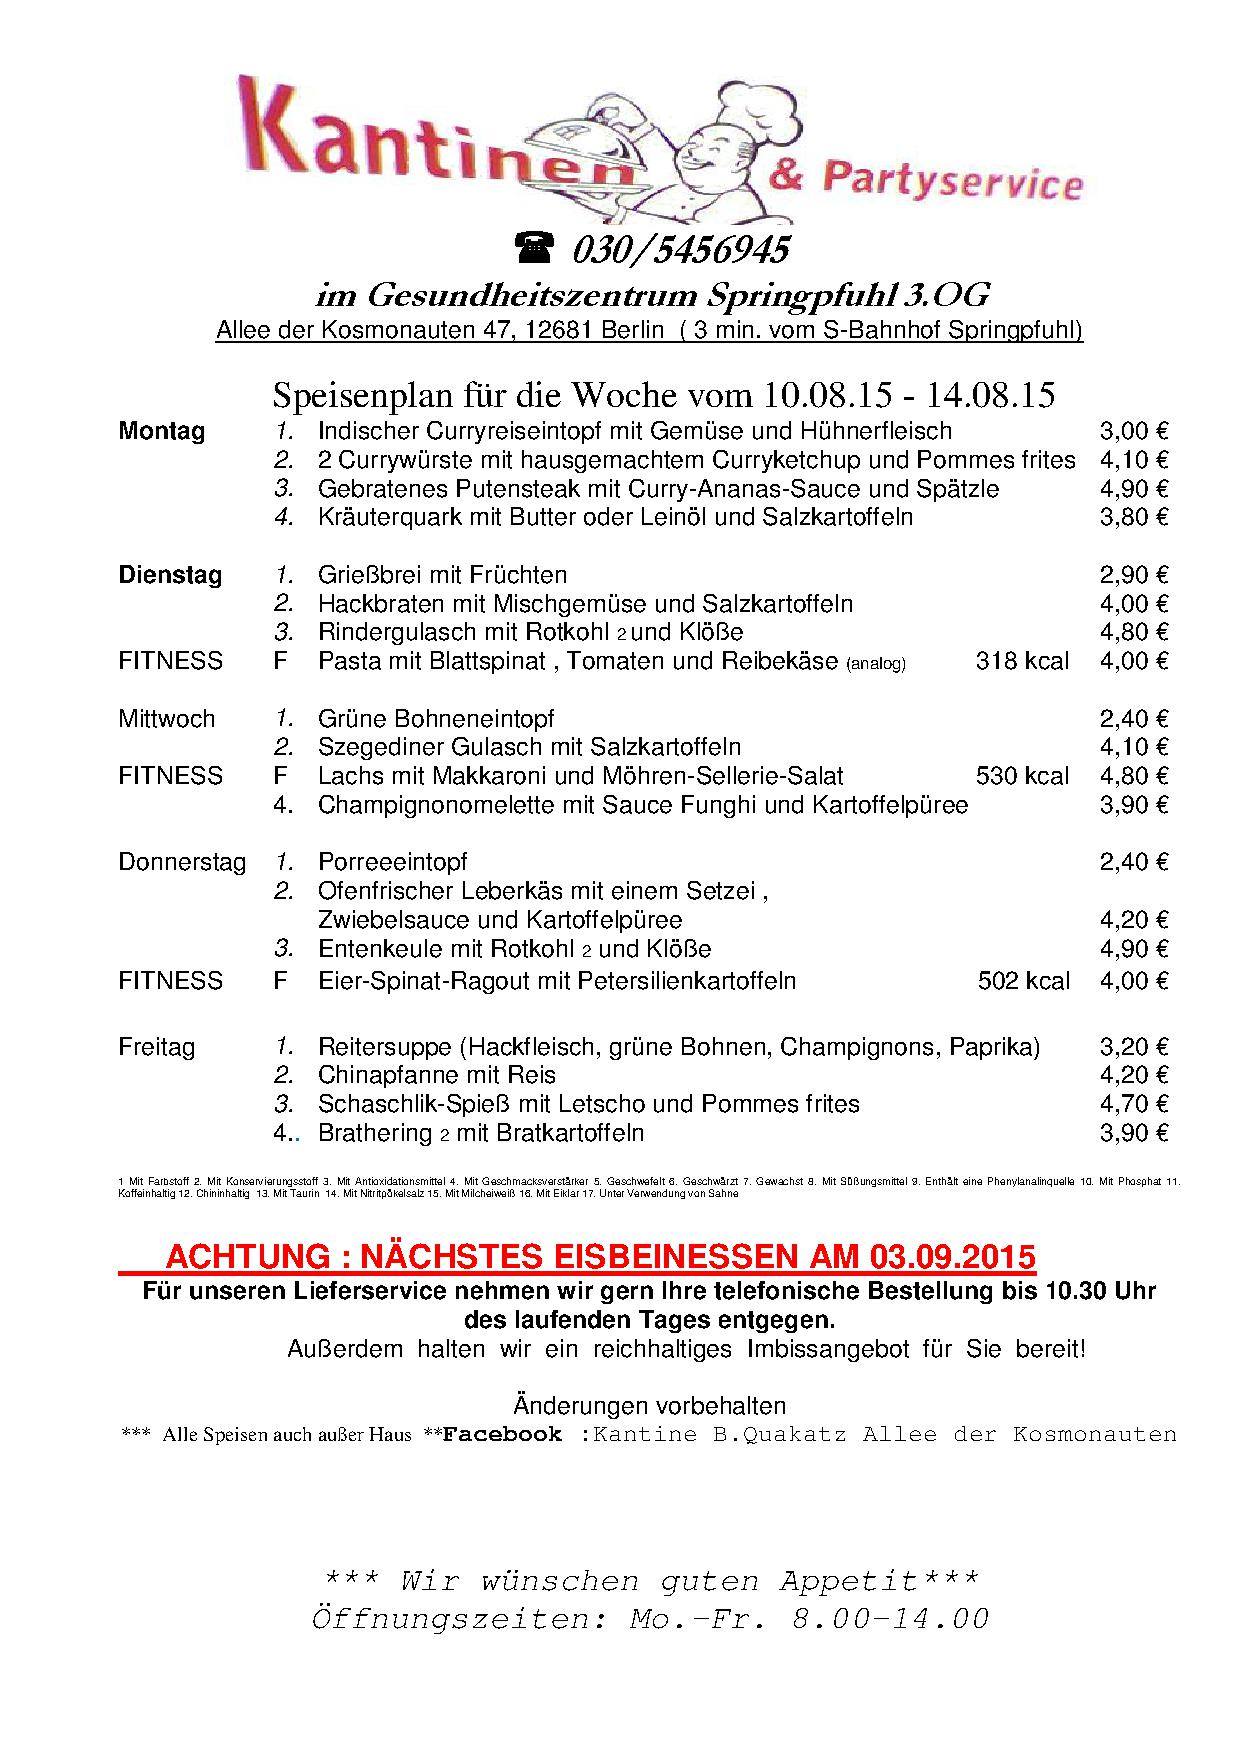 Kantinen & Partyservice
☎ 030/5456945
im Gesundheitszentrum Springpfuhl 3.OG
Allee der Kosmonauten 47, 12681 Berlin ( 3 min. vom S-Bahnhof Springpfuhl)
Speisenplan für die Woche vom 10.08.15 - 14.08.15
Montag 1. Indischer Curryreiseintopf mit Gemüse und Hühnerfleisch 3,00 €
2. 2 Currywürste mit hausgemachtem Curryketchup und Pommes frites 4,10 €
3. Gebratenes Putensteak mit Curry-Ananas-Sauce und Spätzle 4,90 €
4. Kräuterquark mit Butter oder Leinöl und Salzkartoffeln 3,80 €
Dienstag 1. Grießbrei mit Früchten 2,90 €
2. Hackbraten mit Mischgemüse und Salzkartoffeln 4,00 €
3. Rindergulasch mit Rotkohl 2 und Klöße 4,80 €
FITNESS F Pasta mit Blattspinat , Tomaten und Reibekäse (analog) 318 kcal 4,00 €
Mittwoch 1. Grüne Bohneneintopf 2,40 €
2. Szegediner Gulasch mit Salzkartoffeln 4,10 €
FITNESS F Lachs mit Makkaroni und Möhren-Sellerie-Salat 530 kcal 4,80 €
4. Champignonomelette mit Sauce Funghi und Kartoffelpüree 3,90 €
Donnerstag 1. Porreeeintopf 2,40 €
2. Ofenfrischer Leberkäs mit einem Setzei ,
Zwiebelsauce und Kartoffelpüree 4,20 €
3. Entenkeule mit Rotkohl 2 und Klöße 4,90 €
FITNESS F Eier-Spinat-Ragout mit Petersilienkartoffeln 502 kcal 4,00 €
Freitag 1. Reitersuppe (Hackfleisch, grüne Bohnen, Champignons, Paprika) 3,20 €
2. Chinapfanne mit Reis 4,20 €
3. Schaschlik-Spieß mit Letscho und Pommes frites 4,70 €
4.. Brathering 2 mit Bratkartoffeln 3,90 €
1 Mit Farbstoff 2. Mit Konservierungsstoff 3. Mit Antioxidationsmittel 4. Mit Geschmacksverstärker 5. Geschwefelt 6. Geschwärzt 7. Gewachst 8. Mit Süßungsmittel 9. Enthält eine Phenylanalinquelle 10. Mit Phosphat 11.
Koffeinhaltig 12. Chininhaltig 13. Mit Taurin 14. Mit Nitritpökelsalz 15. Mit Milcheiweiß 16. Mit Eiklar 17. Unter Verwendung von Sahne
ACHTUNG : NÄCHSTES EISBEINESSEN AM 03.09.2015
Für unseren Lieferservice nehmen wir gern Ihre telefonische Bestellung bis 10.30 Uhr
des laufenden Tages entgegen.
Außerdem halten wir ein reichhaltiges Imbissangebot für Sie bereit!
Änderungen vorbehalten
*** Alle Speisen auch außer Haus **Facebook :Kantine B.Quakatz Allee der Kosmonauten
*** Wir wünschen guten Appetit***
Öffnungszeiten: Mo.-Fr. 8.00-14.00